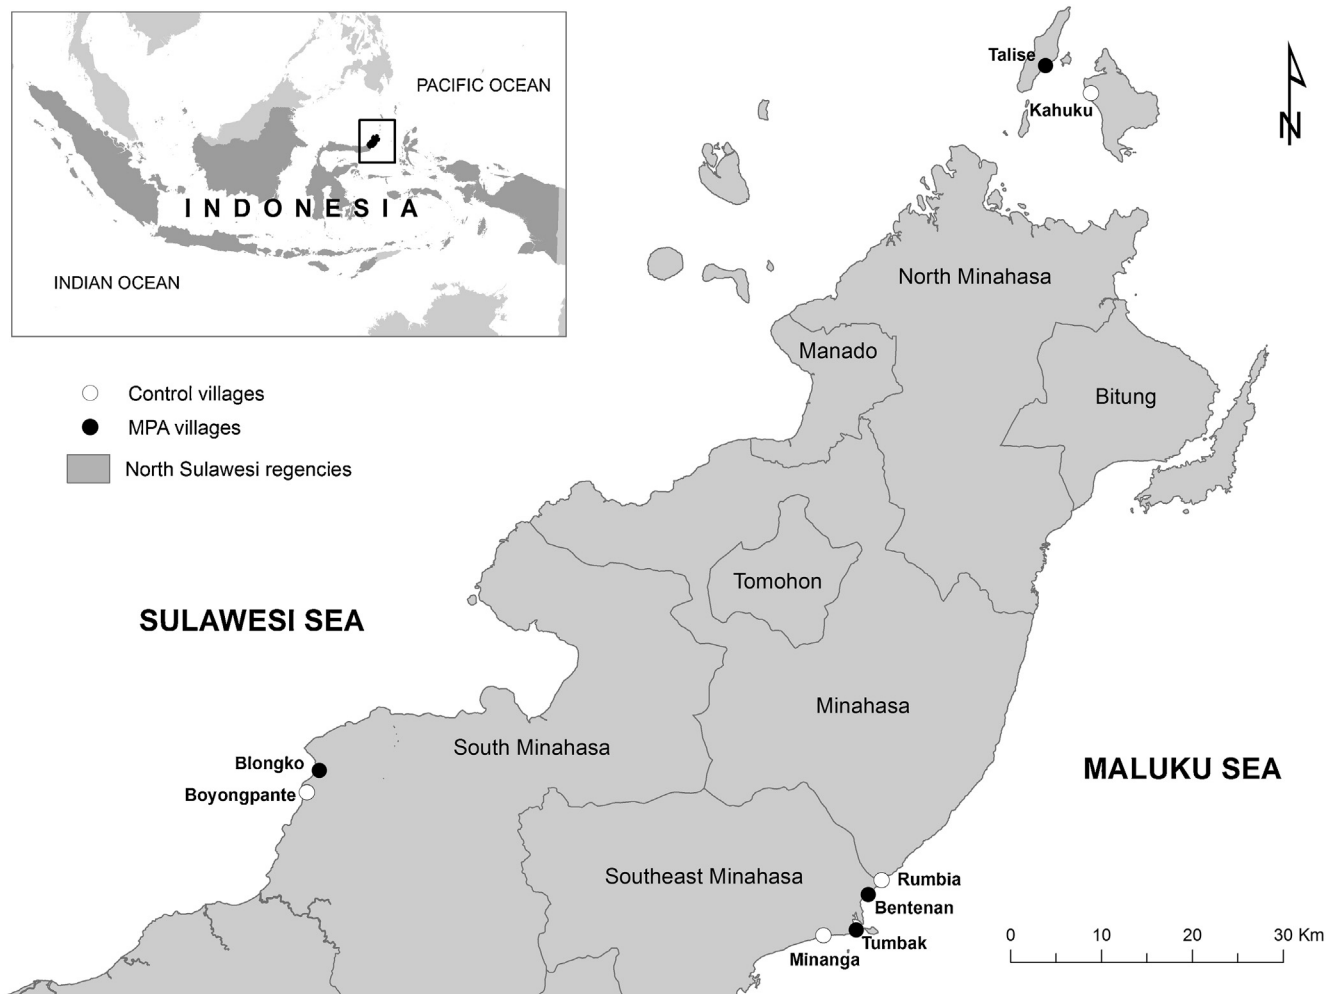 PACIFIC OCEAN
INDONESIA
INDIAN OCEAN
Talise
Kahuku
N
North Minahasa
Manado
Bitung
Control villages
MPA villages
North Sulawesi regencies
Tomohon
SULAWESI SEA
Minahasa
South Minahasa
MALUKU SEA
Blongko
Boyongpante
Southeast Minahasa
Rumbia
Bentenan
Tumbak
Minanga
0 10 20 30 Km